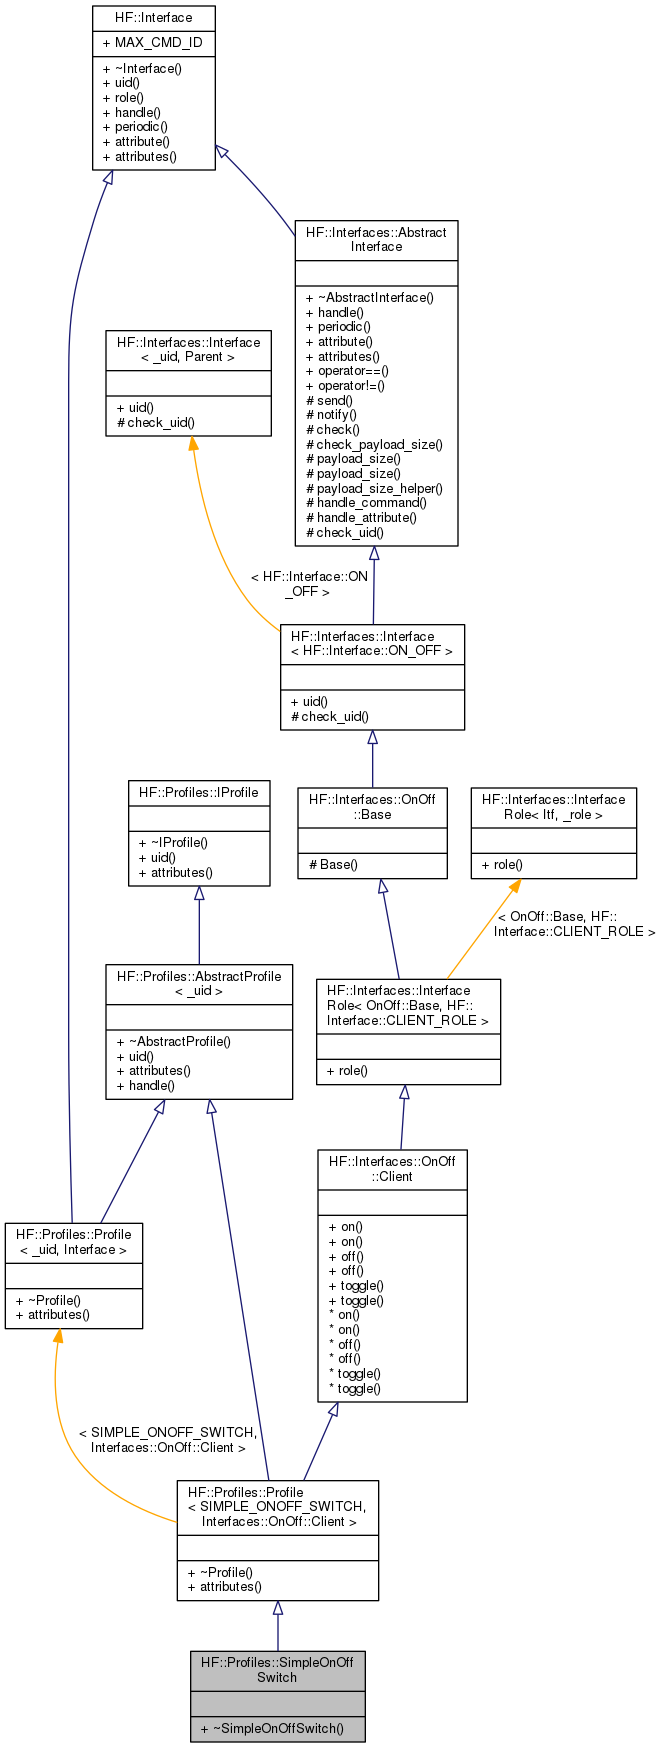 HF::Interface
+ MAX_CMD_ID
+ ~Interface()
+ uid()
+ role()
+ handle()
+ periodic()
+ attribute()
+ attributes()
HF::Interfaces::Abstract
Interface
+ ~AbstractInterface()
+ handle()
+ periodic()
+ attribute()
+ attributes()
+ operator==()
+ operator!=()
# send()
# notify()
# check()
# check_payload_size()
# payload_size()
# payload_size()
# payload_size_helper()
# handle_command()
# handle_attribute()
# check_uid()
HF::Interfaces::Interface
< _uid, Parent >
+ uid()
# check_uid()
< HF::Interface::ON
_OFF >
HF::Interfaces::Interface
< HF::Interface::ON_OFF >
+ uid()
# check_uid()
HF::Profiles::IProfile
+ ~IProfile()
+ uid()
+ attributes()
HF::Interfaces::OnOff
::Base
# Base()
HF::Interfaces::Interface
Role< Itf, _role >
+ role()
< OnOff::Base, HF::
Interface::CLIENT_ROLE >
HF::Profiles::AbstractProfile
< _uid >
+ ~AbstractProfile()
+ uid()
+ attributes()
+ handle()
HF::Interfaces::Interface
Role< OnOff::Base, HF::
Interface::CLIENT_ROLE >
+ role()
HF::Interfaces::OnOff
::Client
+ on()
+ on()
+ off()
+ off()
+ toggle()
+ toggle()
* on()
* on()
* off()
* off()
* toggle()
* toggle()
HF::Profiles::Profile
< _uid, Interface >
+ ~Profile()
+ attributes()
< SIMPLE_ONOFF_SWITCH,
Interfaces::OnOff::Client >
HF::Profiles::Profile
< SIMPLE_ONOFF_SWITCH,
Interfaces::OnOff::Client >
+ ~Profile()
+ attributes()
HF::Profiles::SimpleOnOff
Switch
+ ~SimpleOnOffSwitch()